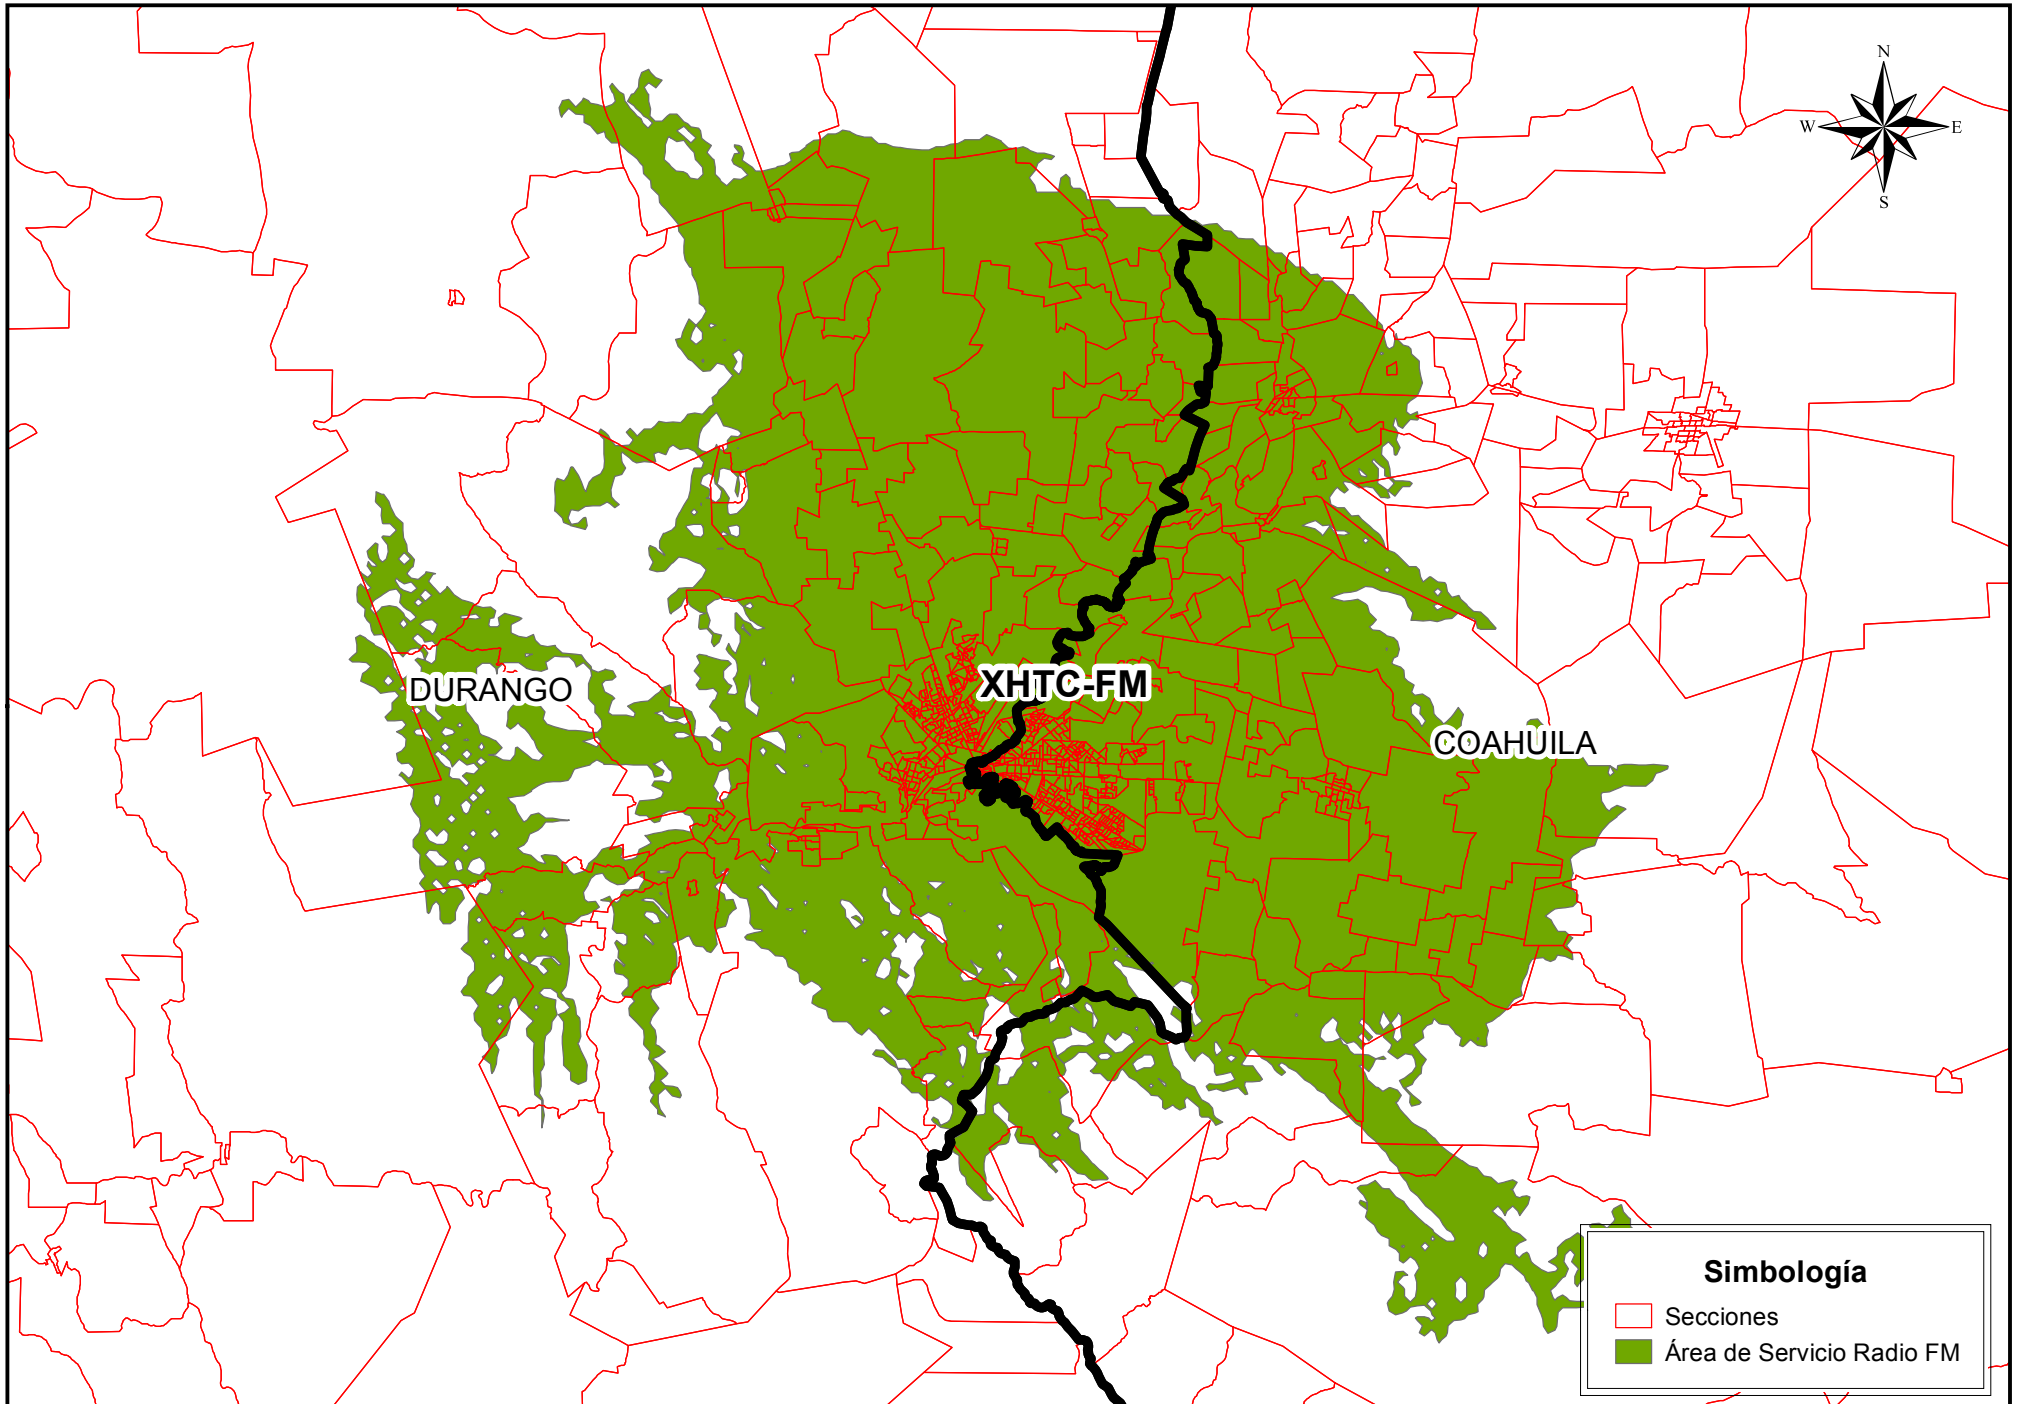 N
W E
S
DURANGO
XHTC-FM
COAHUILA
Simbología
Secciones
Área de Servicio Radio FM